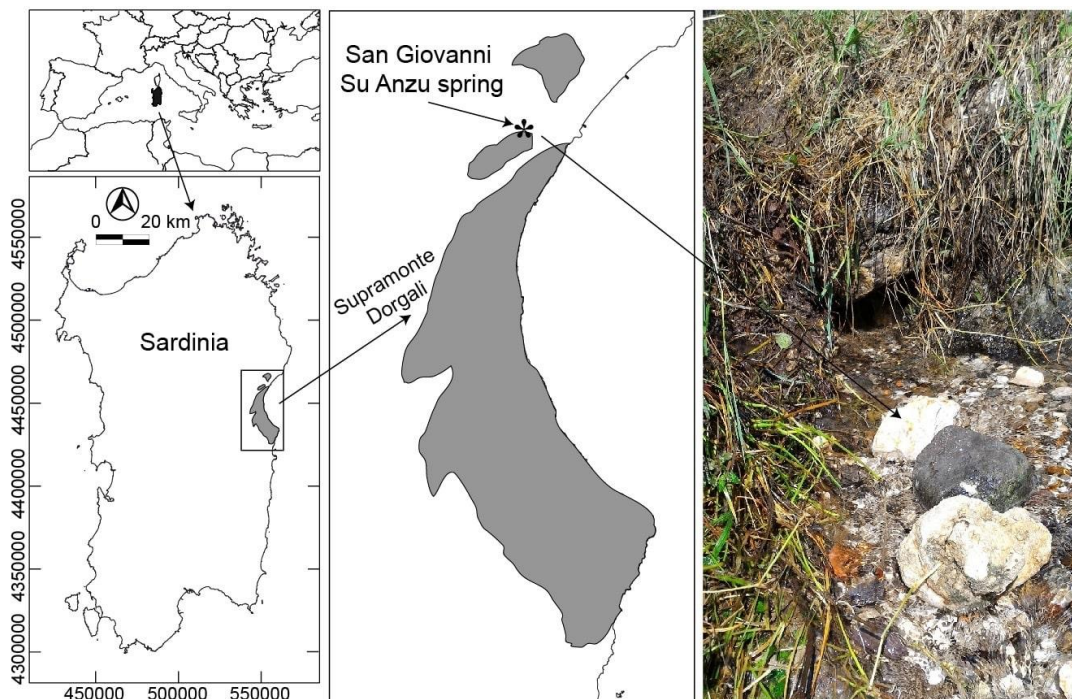 San Giovanni
Su Anzu spring
0 20 km
Sardinia
Supramonte
Dorgali
4550000
4500000
4450000
4400000
4350000
4300000
450000 500000 550000